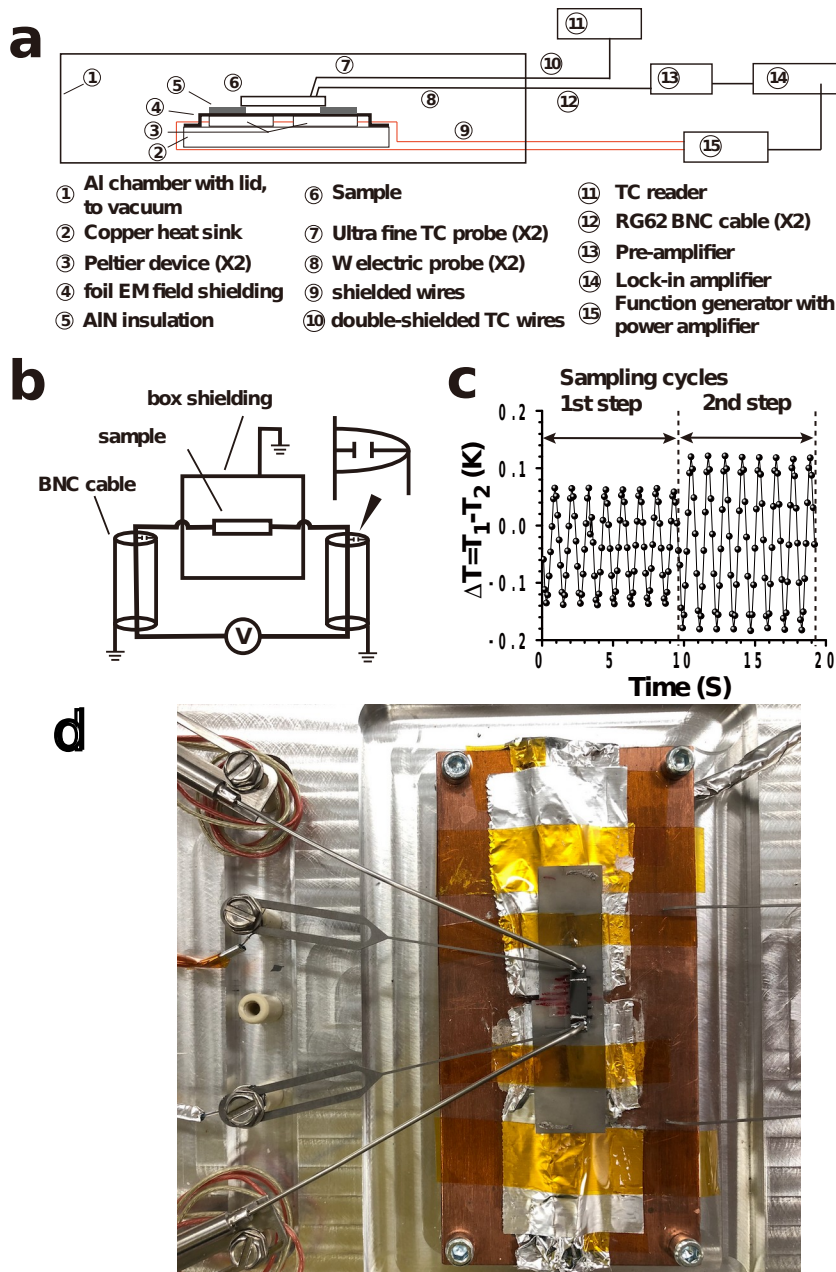 a
① ② ③ ④ ⑤ ⑥ ⑦ ⑧ ⑨ ⑩ ⑪ ⑫ ⑬ ⑭ ⑮
① Al chamber with lid,
to vacuum
② Copper heat sink
③ Peltier device (X2)
④ foil EM field shielding
⑤ AlN insulation
⑥ Sample
⑦ Ultra fine TC probe (X2)
⑧ W electric probe (X2)
⑨ shielded wires
⑩ double-shielded TC wires
⑪ TC reader
⑫ RG62 BNC cable (X2)
⑬ Pre-amplifier
⑭ Lock-in amplifier
⑮ Function generator with
power amplifier
b
box shielding
sample
BNC cable
V
c
Sampling cycles
1st step 2nd step
ΔT=T₁-T₂ (K)
0.2
0.1
0.0
-0.1
-0.2
0 5 10 15 20
Time (S)
d